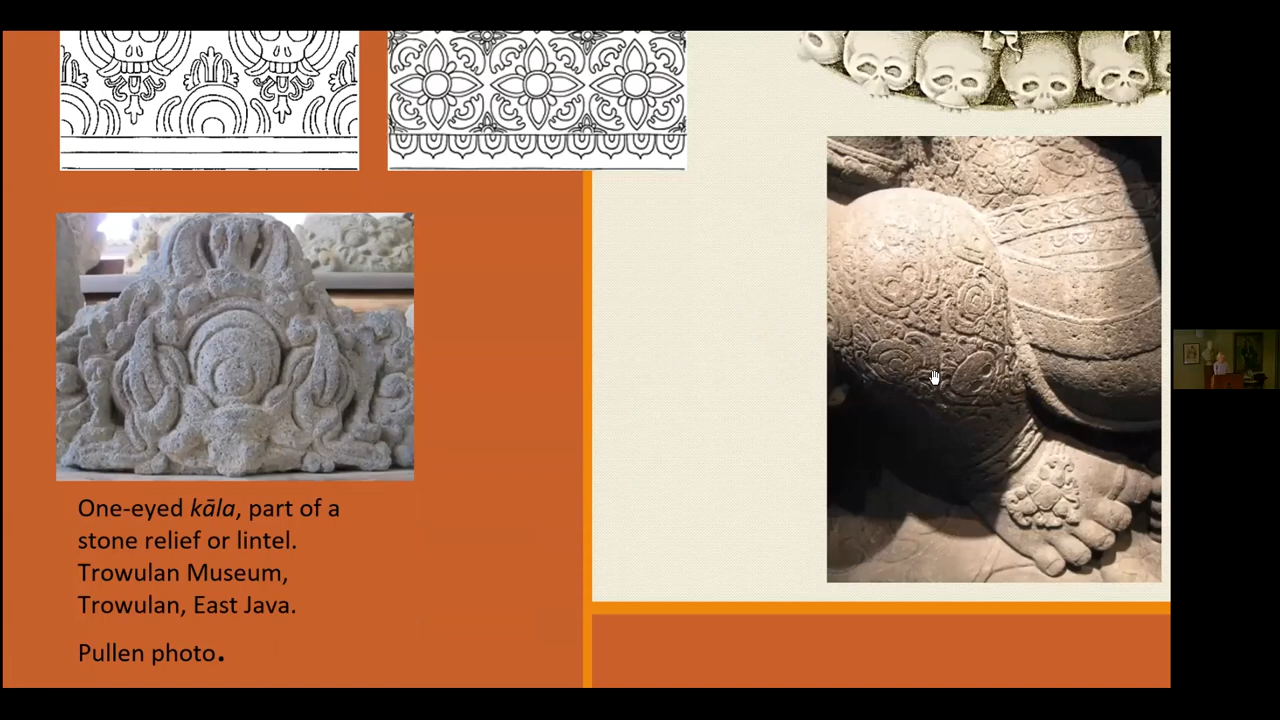 One-eyed kāla, part of a
stone relief or lintel.
Trowulan Museum,
Trowulan, East Java.
Pullen photo.